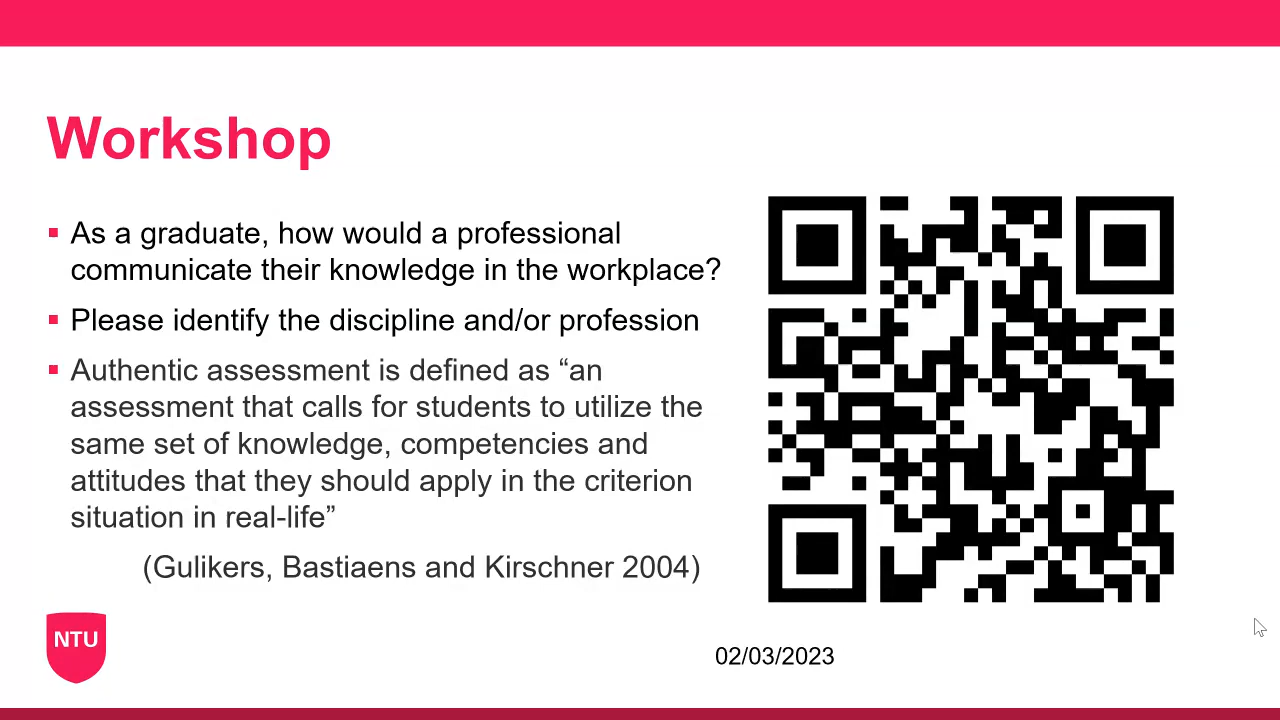 Workshop
As a graduate, how would a professional
communicate their knowledge in the workplace?
Please identify the discipline and/or profession
Authentic assessment is defined as “an
assessment that calls for students to utilize the
same set of knowledge, competencies and
attitudes that they should apply in the criterion
situation in real-life”
(Gulikers, Bastiaens and Kirschner 2004)
NTU
02/03/2023